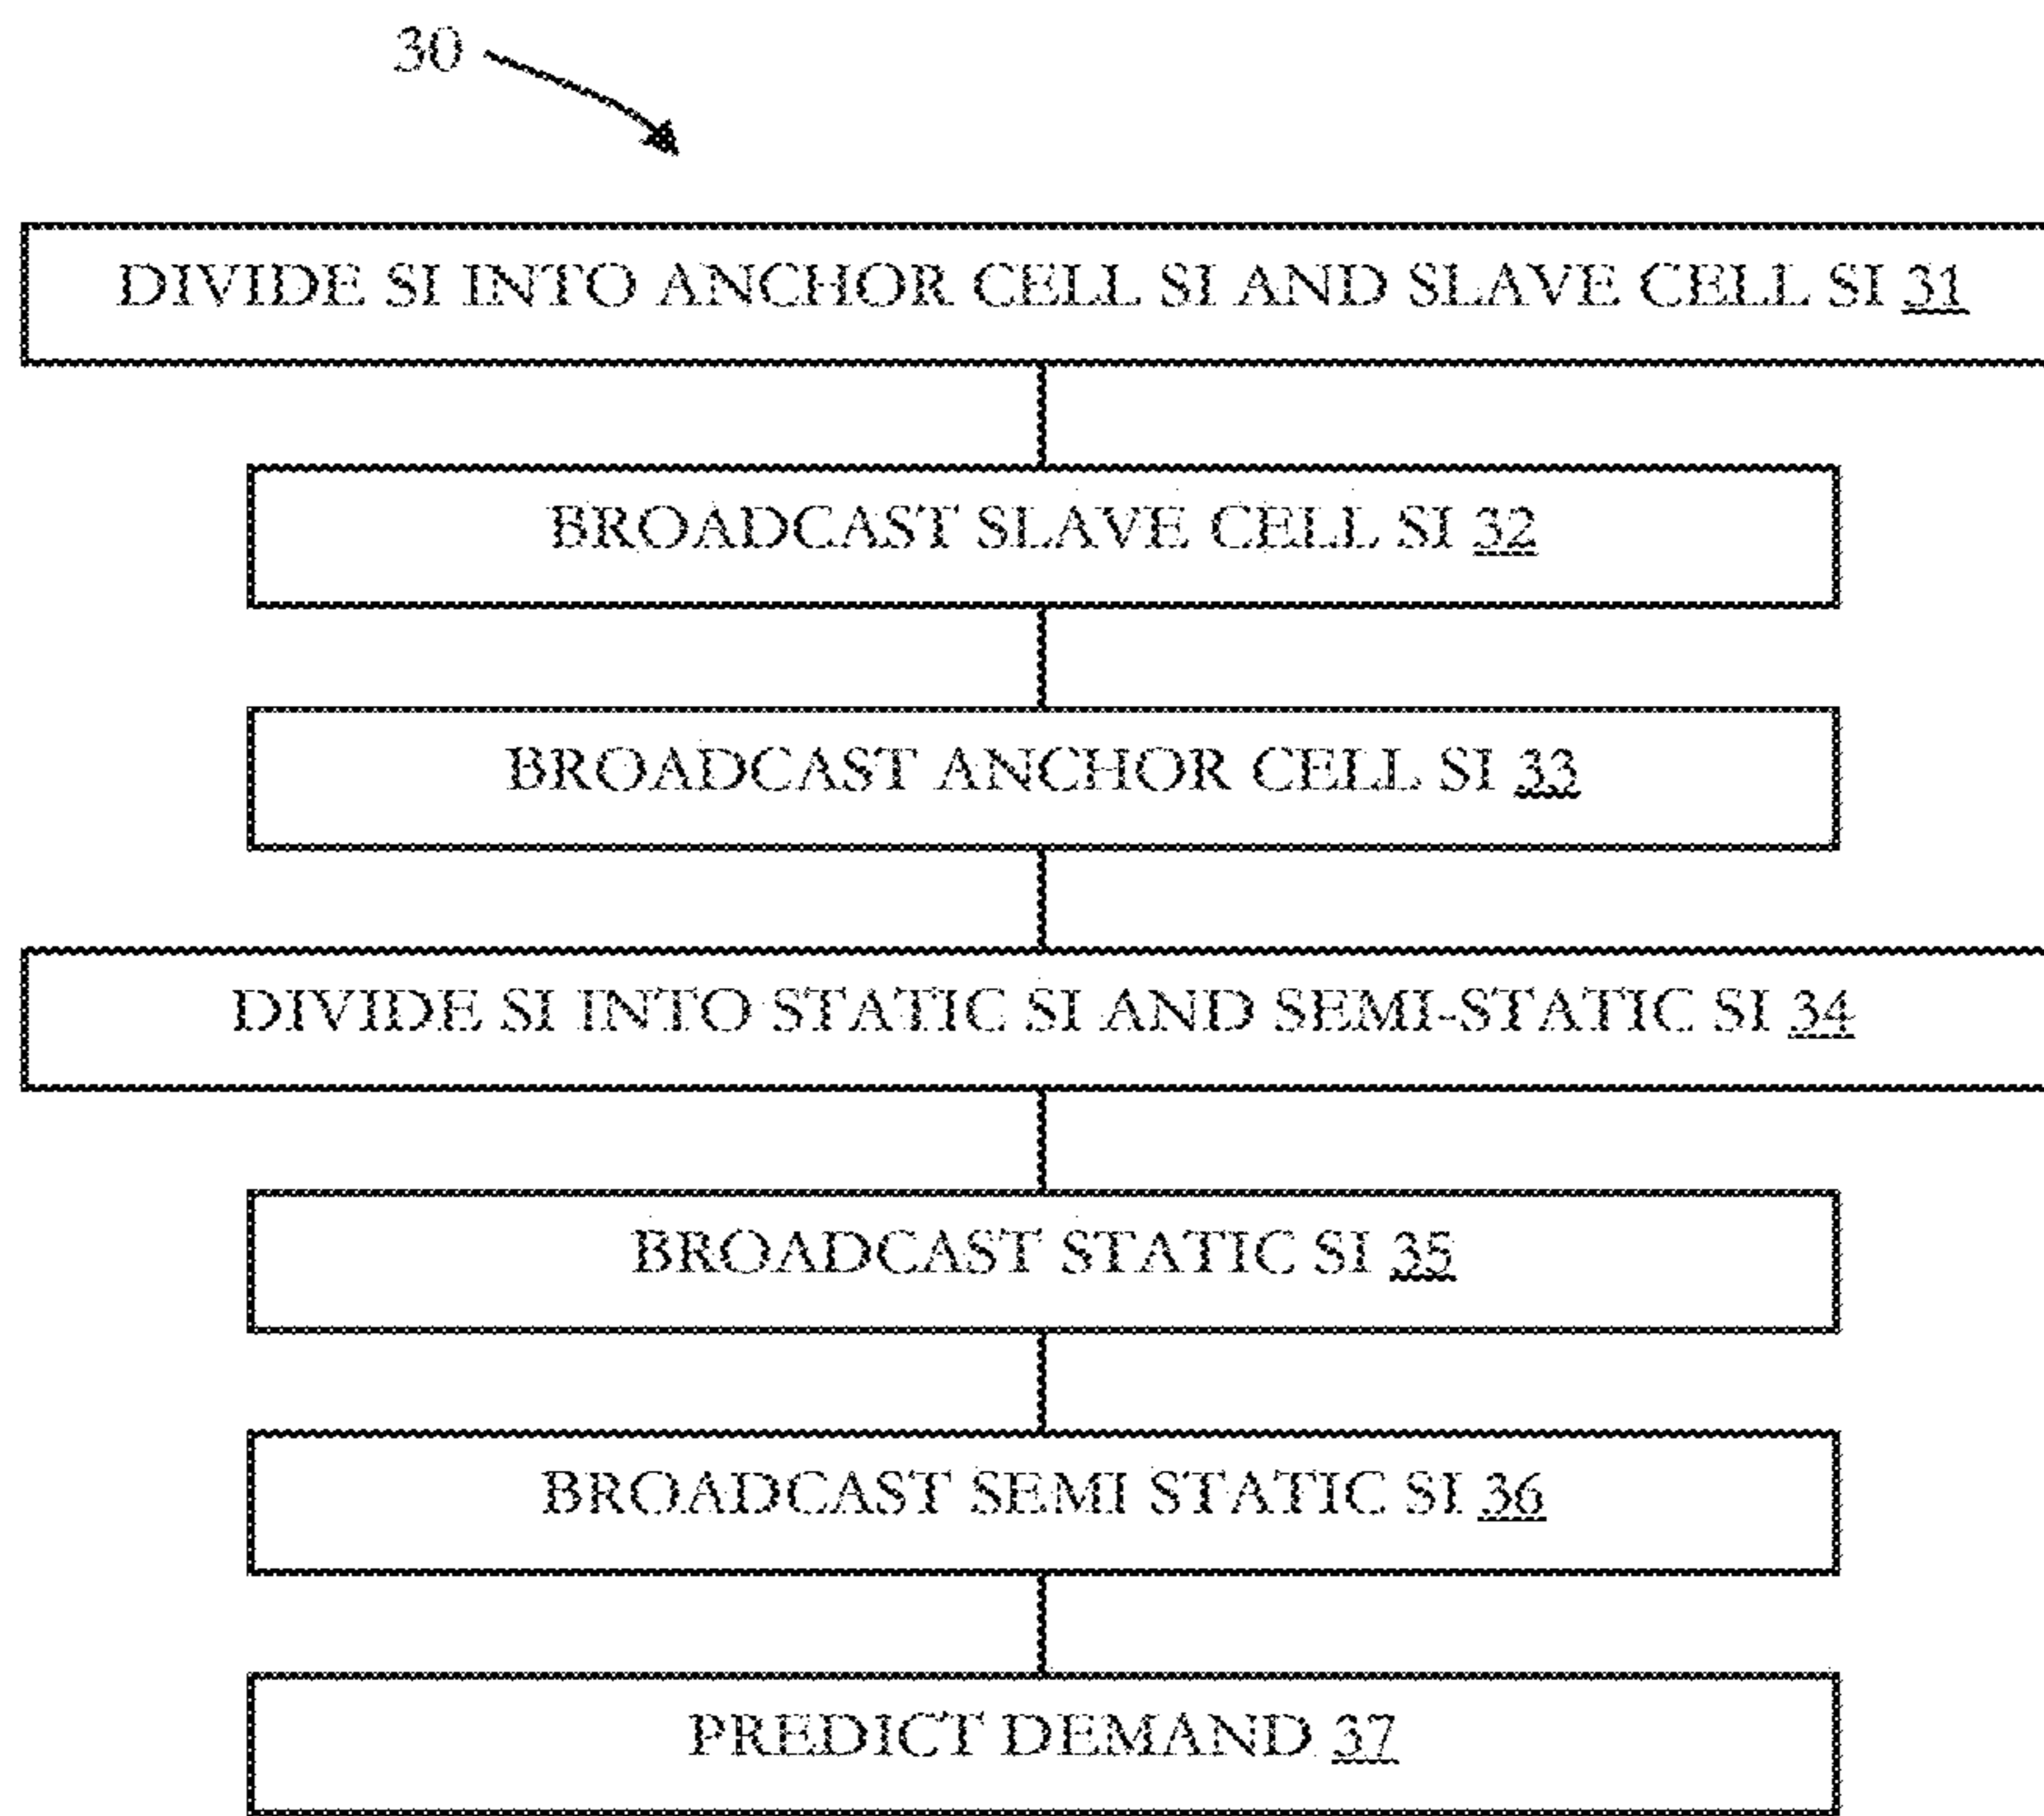 30
DIVIDE SI INTO ANCHOR CELL SI AND SLAVE CELL SI 31
BROADCAST SLAVE CELL SI 32
BROADCAST ANCHOR CELL SI 33
DIVIDE SI INTO STATIC SI AND SEMI-STATIC SI 34
BROADCAST STATIC SI 35
BROADCAST SEMI STATIC SI 36
PREDICT DEMAND 37